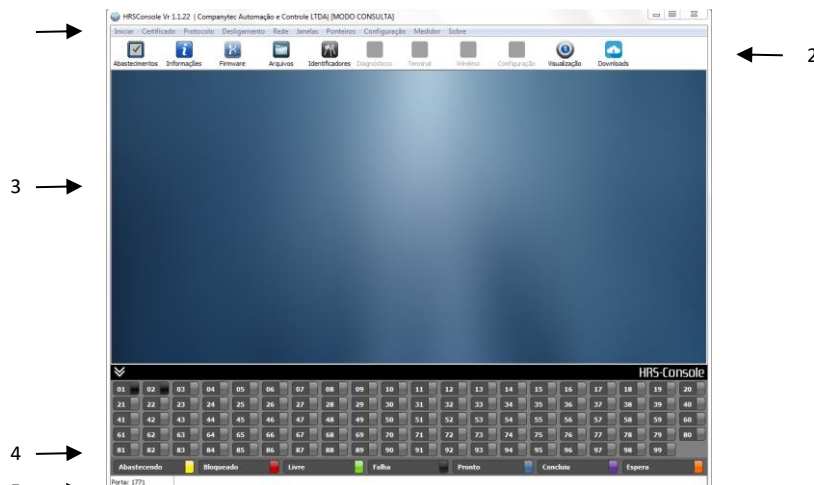 HRSConsole Vr 1.1.22 | Companytec Automação e Controle LTDA| [MODO CONSULTA]
Iniciar Certificado Protocolo Desligamento Rede Janelas Ponteiros Configuração Medidor Sobre
Abastecimentos Informações Firmware Arquivos Identificadores Diagnósticos Terminal Wireless Configuração Visualização Downloads
2
3
HRS-Console
01 02 03 04 05 06 07 08 09 10 11 12 13 14 15 16 17 18 19 20
21 22 23 24 25 26 27 28 29 30 31 32 33 34 35 36 37 38 39 40
41 42 43 44 45 46 47 48 49 50 51 52 53 54 55 56 57 58 59 60
61 62 63 64 65 66 67 68 69 70 71 72 73 74 75 76 77 78 79 80
81 82 83 84 85 86 87 88 89 90 91 92 93 94 95 96 97 98 99
4
Abastecendo Bloqueado Livre Falha Pronto Concluiu Espera
5
Porta: 1771